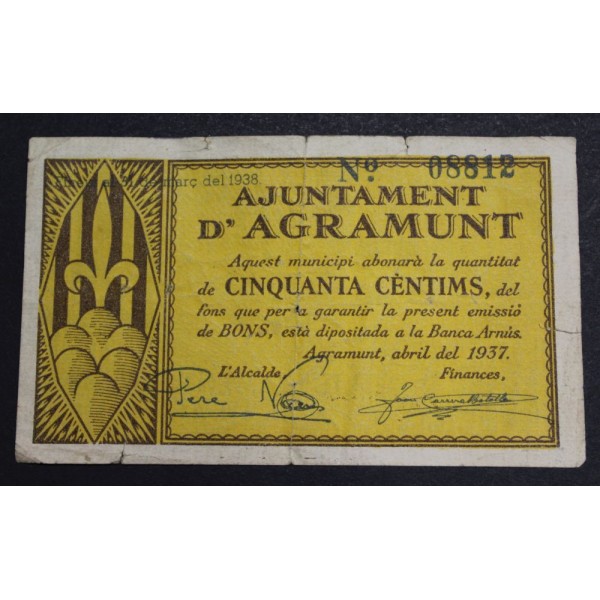 Nº 08812
març del 1938.
AJUNTAMENT
D'AGRAMUNT
Aquest municipi abonarà la quantitat
de CINQUANTA CÈNTIMS, del
fons que per a garantir la present emissió
de BONS, està dipositada a la Banca Arnús.
Agramunt, abril del 1937.
L'Alcalde Finances,
Pere